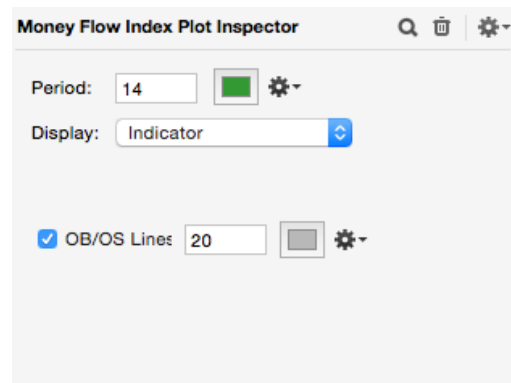 Money Flow Index Plot Inspector
Period: 14
Display: Indicator
OB/OS Lines 20